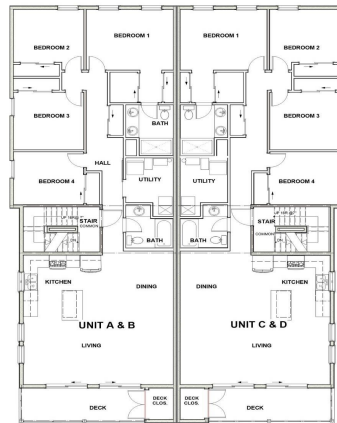 BEDROOM 2
BEDROOM 1
BEDROOM 1
BEDROOM 2
BEDROOM 3
BEDROOM 3
BATH
BATH
HALL
BEDROOM 4
UTILITY
UTILITY
BEDROOM 4
STAIR
COMMON
STAIR
COMMON
BATH
BATH
KITCHEN
DINING
DINING
KITCHEN
UNIT A & B
UNIT C & D
LIVING
LIVING
DECK
DECK
CLOS.
DECK
CLOS.
DECK